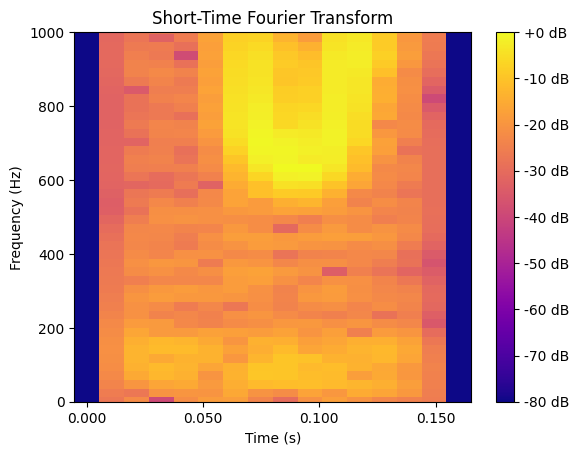 Short-Time Fourier Transform
1000
800
600
400
200
0
Frequency (Hz)
0.000
0.050
0.100
0.150
Time (s)
+0 dB
-10 dB
-20 dB
-30 dB
-40 dB
-50 dB
-60 dB
-70 dB
-80 dB